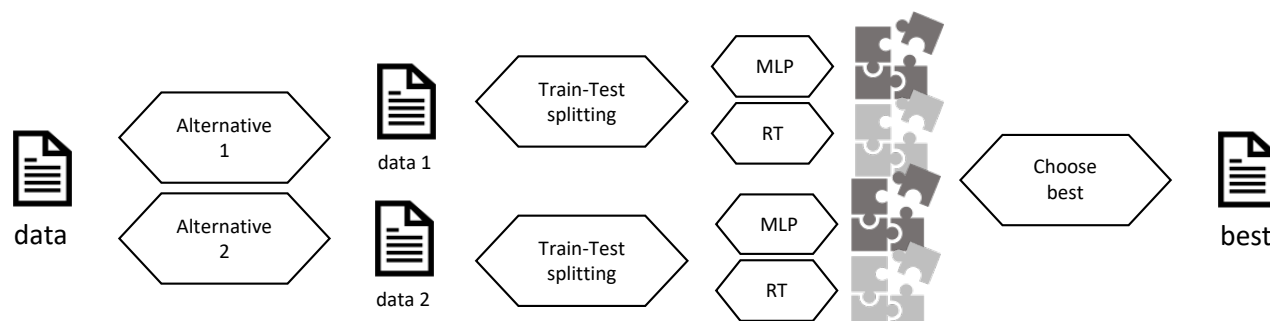 data
Alternative
1
Alternative
2
data 1
data 2
Train-Test
splitting
Train-Test
splitting
MLP
RT
MLP
RT
Choose
best
best